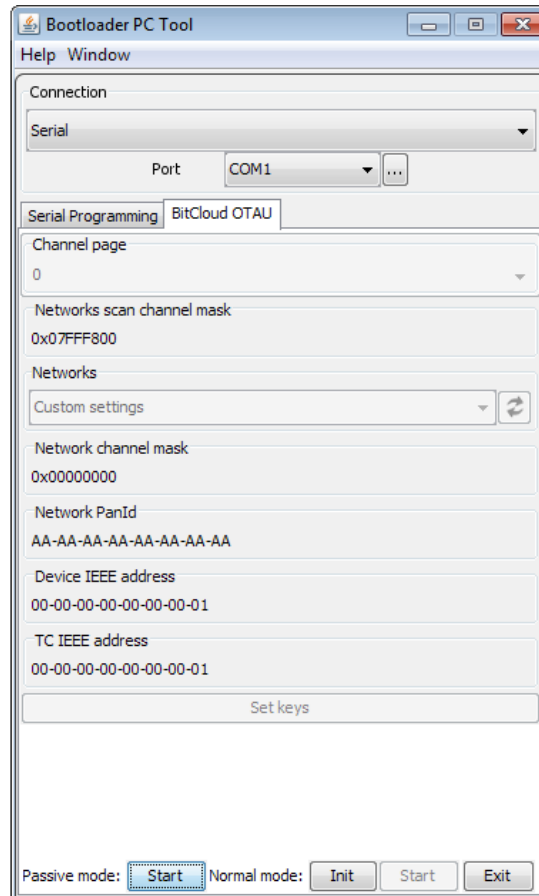 Bootloader PC Tool
Help Window
Connection
Serial
Port COM1 ...
Serial Programming BitCloud OTAU
Channel page
0
Networks scan channel mask
0x07FFF800
Networks
Custom settings
Network channel mask
0x00000000
Network PanId
AA-AA-AA-AA-AA-AA-AA-AA
Device IEEE address
00-00-00-00-00-00-00-01
TC IEEE address
00-00-00-00-00-00-00-01
Set keys
Passive mode: Start Normal mode: Init Start Exit